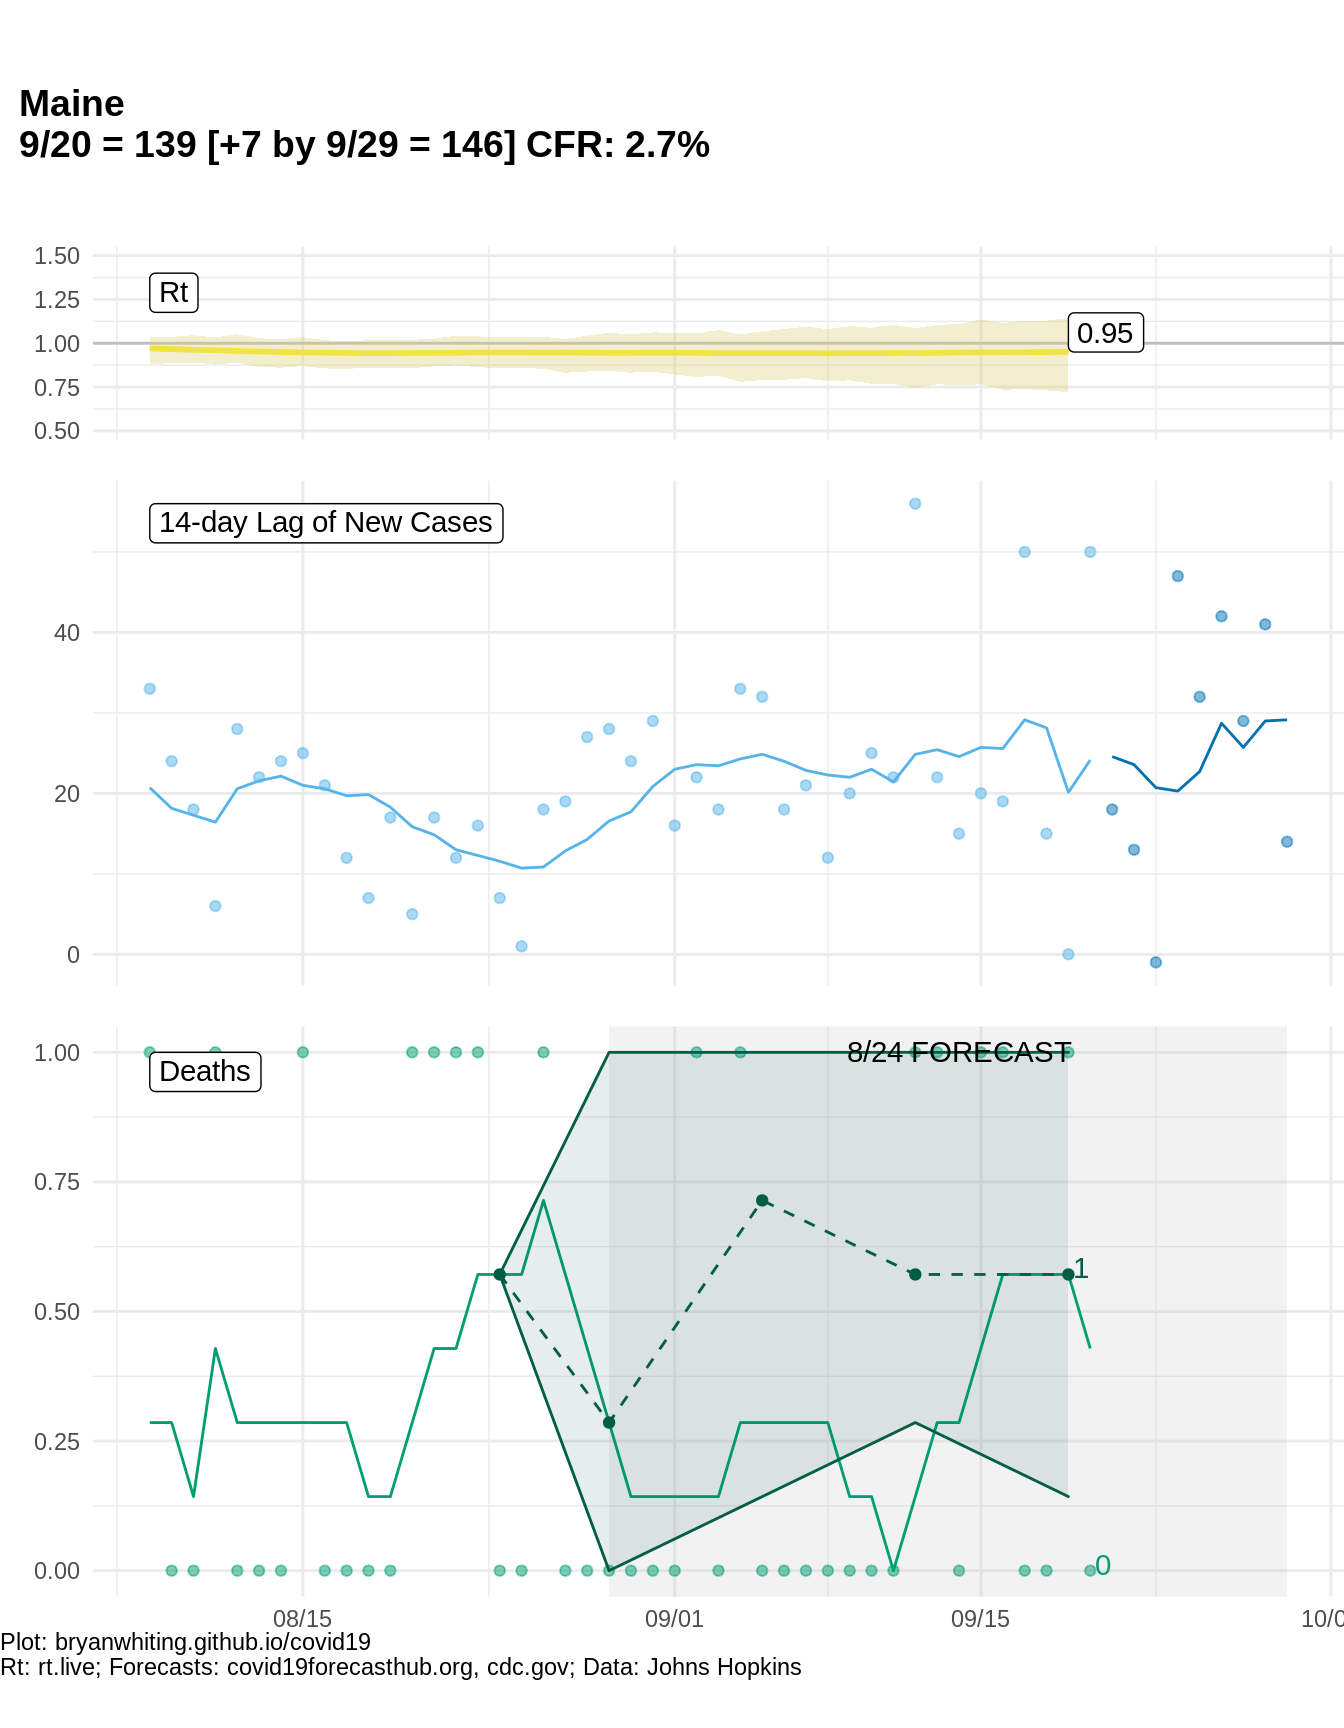 Maine
9/20 = 139 [+7 by 9/29 = 146] CFR: 2.7%
1.50
1.25
1.00
0.75
0.50
Rt
0.95
14-day Lag of New Cases
40
20
0
1.00
0.75
0.50
0.25
0.00
Deaths
8/24 FORECAST
1
0
08/15
09/01
09/15
10/0
Plot: bryanwhiting.github.io/covid19
Rt: rt.live; Forecasts: covid19forecasthub.org, cdc.gov; Data: Johns Hopkins